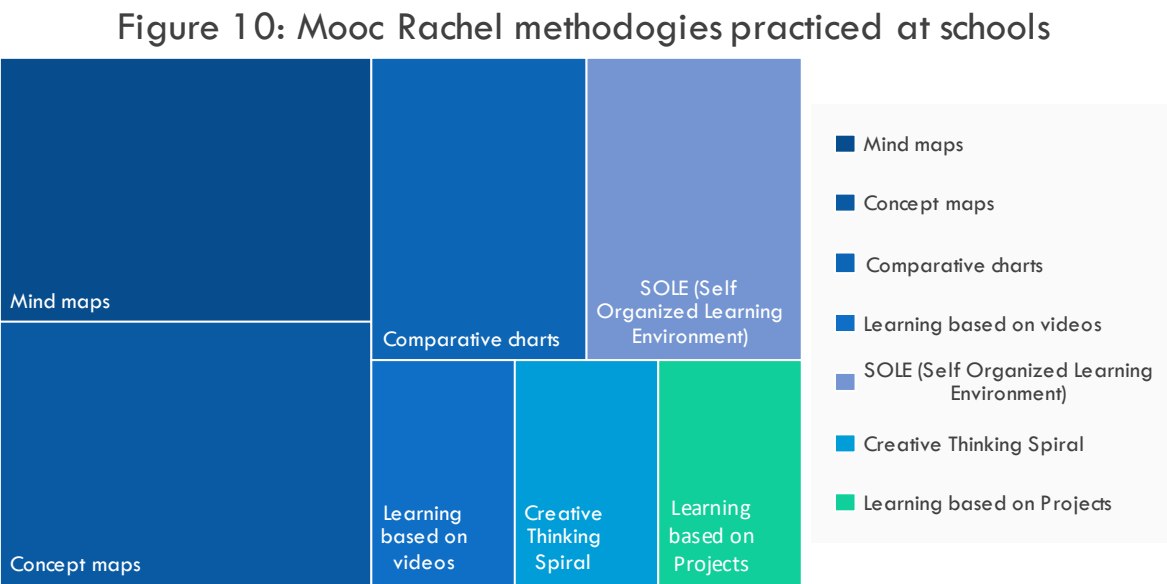 Figure 10: Mooc Rachel methodogies practiced at schools
Mind maps
Concept maps
Comparative charts
SOLE (Self
Organized Learning
Environment)
Learning
based on
videos
Creative
Thinking
Spiral
Learning
based on
Projects
Mind maps
Concept maps
Comparative charts
Learning based on videos
SOLE (Self Organized Learning
Environment)
Creative Thinking Spiral
Learning based on Projects